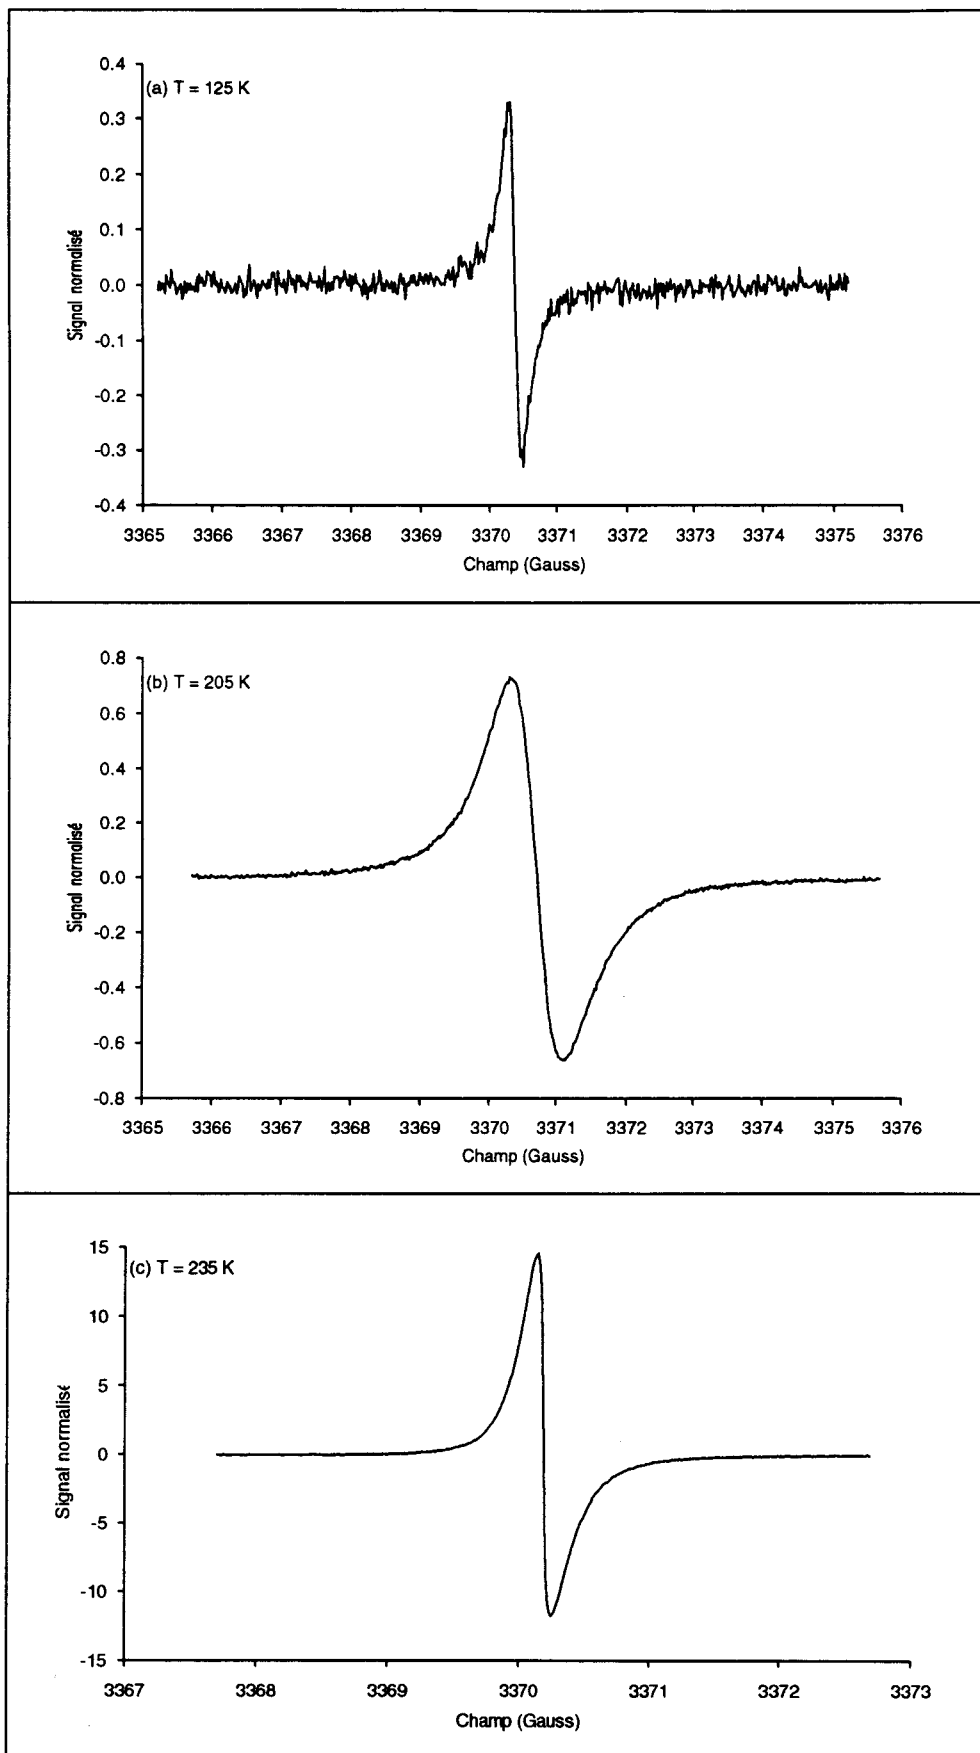 (a) T = 125 K
0.4
0.3
0.2
0.1
0.0
-0.1
-0.2
-0.3
-0.4
Signal normalisé
3365 3366 3367 3368 3369 3370 3371 3372 3373 3374 3375 3376
Champ (Gauss)
(b) T = 205 K
0.8
0.6
0.4
0.2
0.0
-0.2
-0.4
-0.6
-0.8
Signal normalisé
3365 3366 3367 3368 3369 3370 3371 3372 3373 3374 3375 3376
Champ (Gauss)
(c) T = 235 K
15
10
5
0
-5
-10
-15
Signal normalisé
3367 3368 3369 3370 3371 3372 3373
Champ (Gauss)